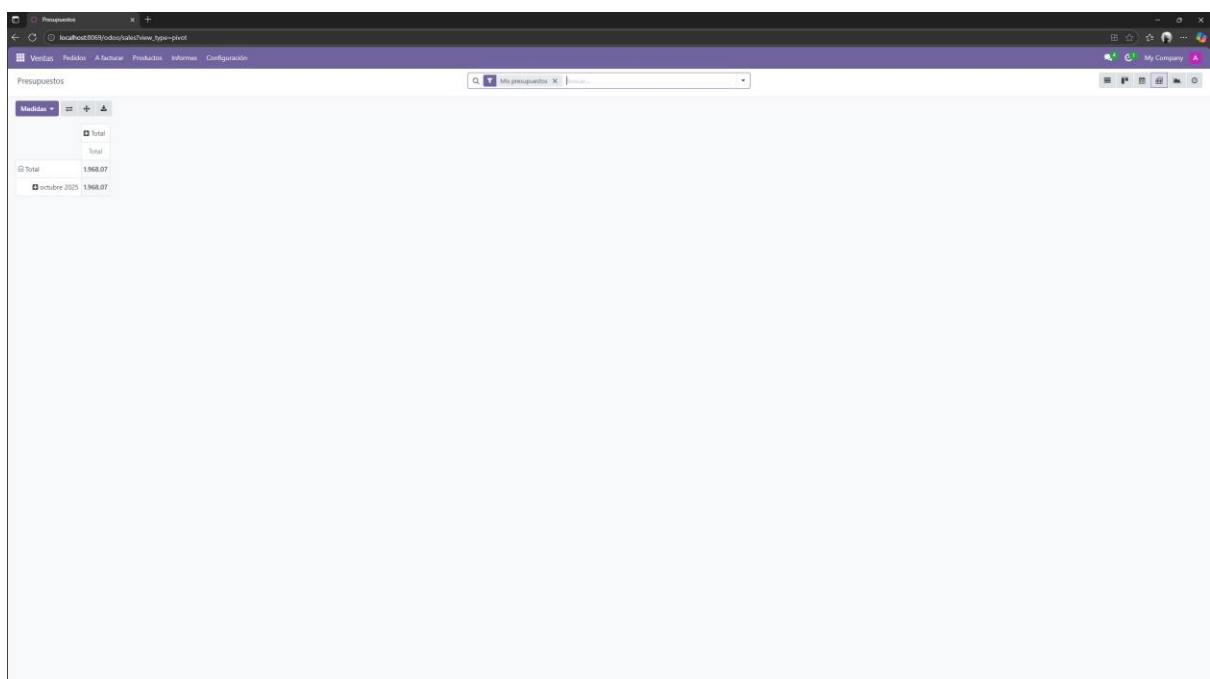 Presupuestos
localhost:8069/odoo/sales?view_type=pivot
Ventas Pedidos A facturar Productos Informes Configuración My Company A
Presupuestos Mis presupuestos Buscar...
Medidas
Total
Total
Total 1.968,07
octubre 2025 1.968,07